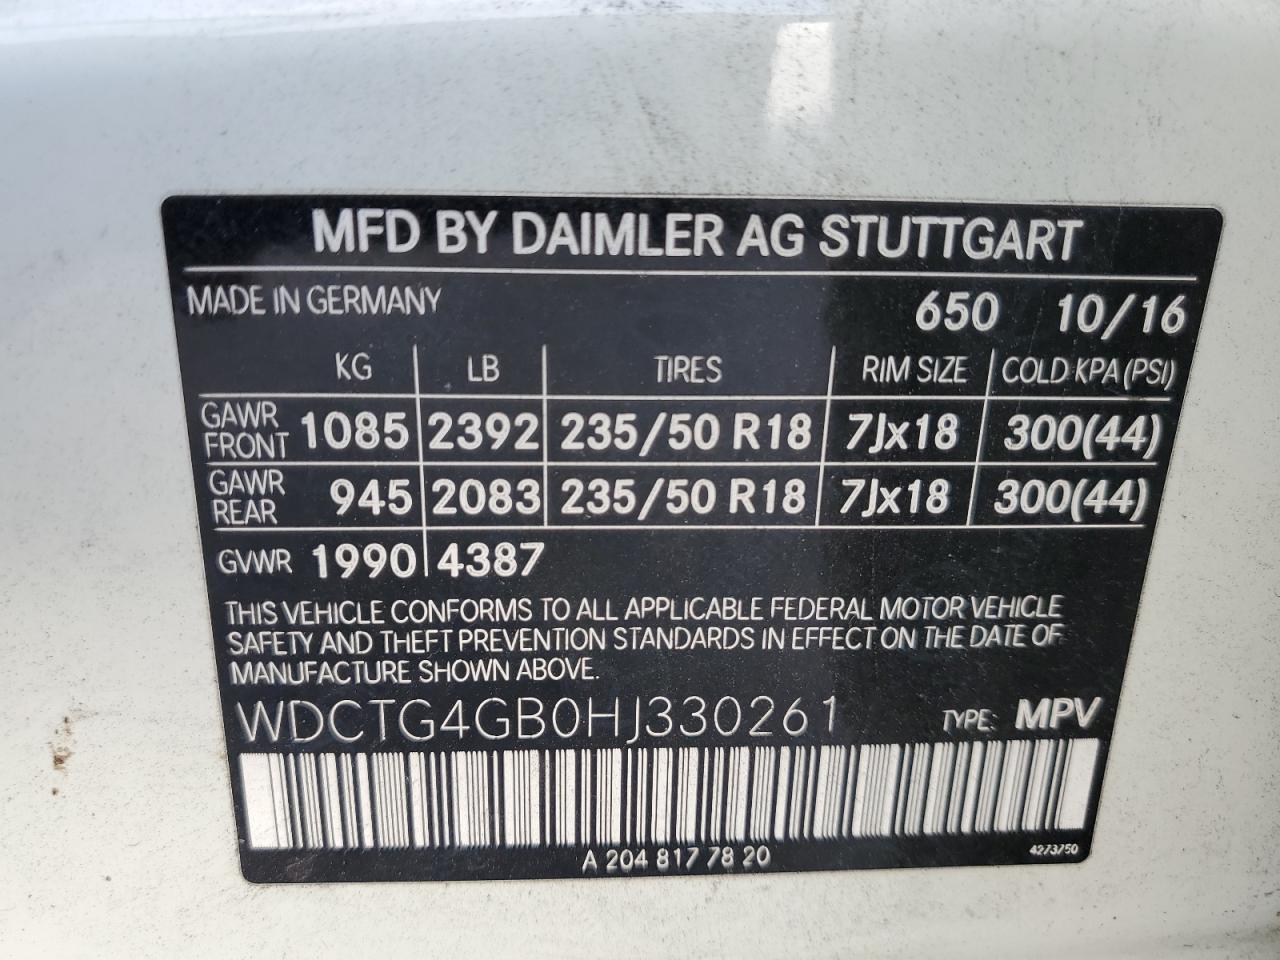 MFD BY DAIMLER AG STUTTGART
MADE IN GERMANY 650 10/16
KG LB TIRES RIM SIZE COLD KPA (PSI)
GAWR FRONT 1085 2392 235/50 R18 7Jx18 300(44)
GAWR REAR 945 2083 235/50 R18 7Jx18 300(44)
GVWR 1990 4387
THIS VEHICLE CONFORMS TO ALL APPLICABLE FEDERAL MOTOR VEHICLE
SAFETY AND THEFT PREVENTION STANDARDS IN EFFECT ON THE DATE OF
MANUFACTURE SHOWN ABOVE.
WDCTG4GB0HJ330261 TYPE: MPV
A 204 817 78 20 4273750